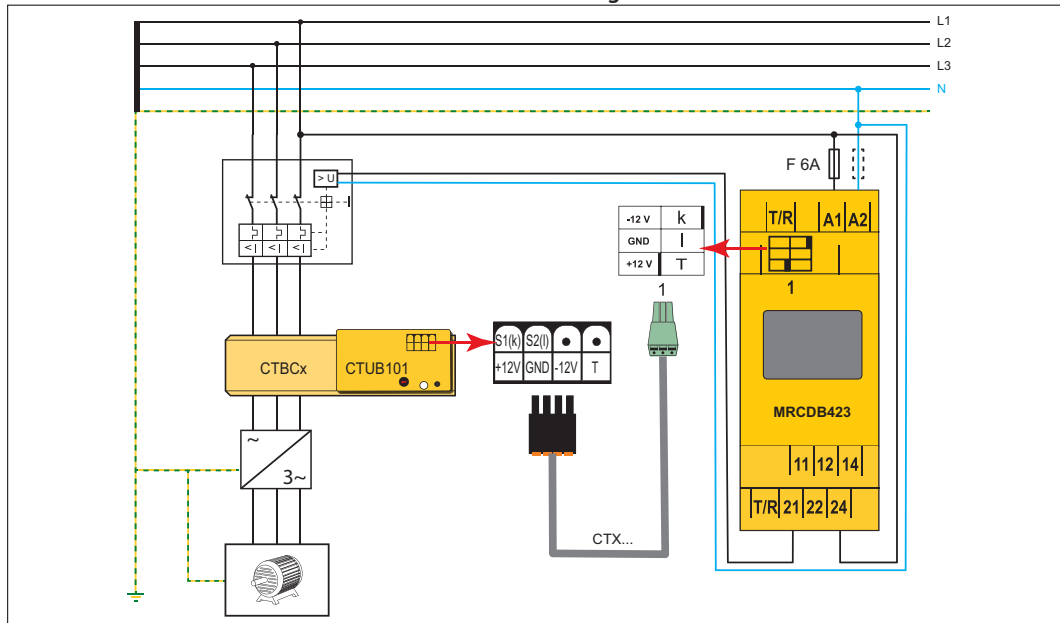 L1
L2
L3
N
F 6A
> U
< I < I < I
-12 V k
GND l
+12 V T
1
T/R A1 A2
1
MRCDB423
11 12 14
T/R 21 22 24
CTBCx
CTUB101
S1(k) S2(l) ● ●
+12V GND -12V T
CTX...
~
3~